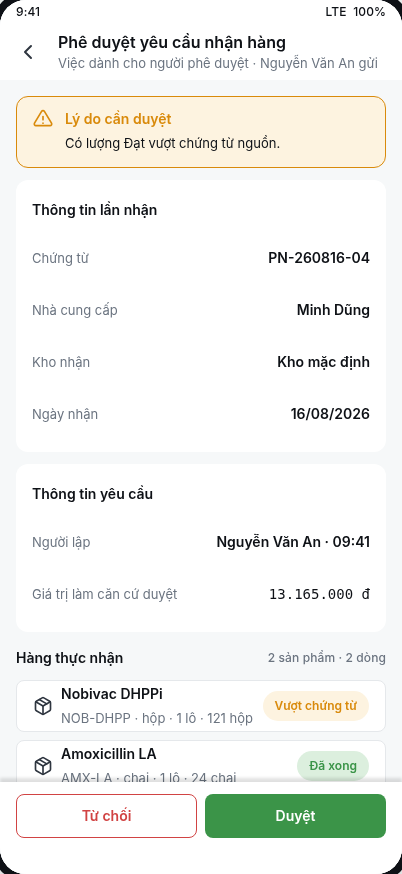 9:41 LTE 100%
Phê duyệt yêu cầu nhận hàng
Việc dành cho người phê duyệt · Nguyễn Văn An gửi
Lý do cần duyệt
Có lượng Đạt vượt chứng từ nguồn.
Thông tin lần nhận
Chứng từ PN-260816-04
Nhà cung cấp Minh Dũng
Kho nhận Kho mặc định
Ngày nhận 16/08/2026
Thông tin yêu cầu
Người lập Nguyễn Văn An · 09:41
Giá trị làm căn cứ duyệt 13.165.000 đ
Hàng thực nhận 2 sản phẩm · 2 dòng
Nobivac DHPPi
NOB-DHPP · hộp · 1 lô · 121 hộp Vượt chứng từ
Amoxicillin LA
AMX-LA · chai · 1 lô · 24 chai Đã xong
Từ chối Duyệt